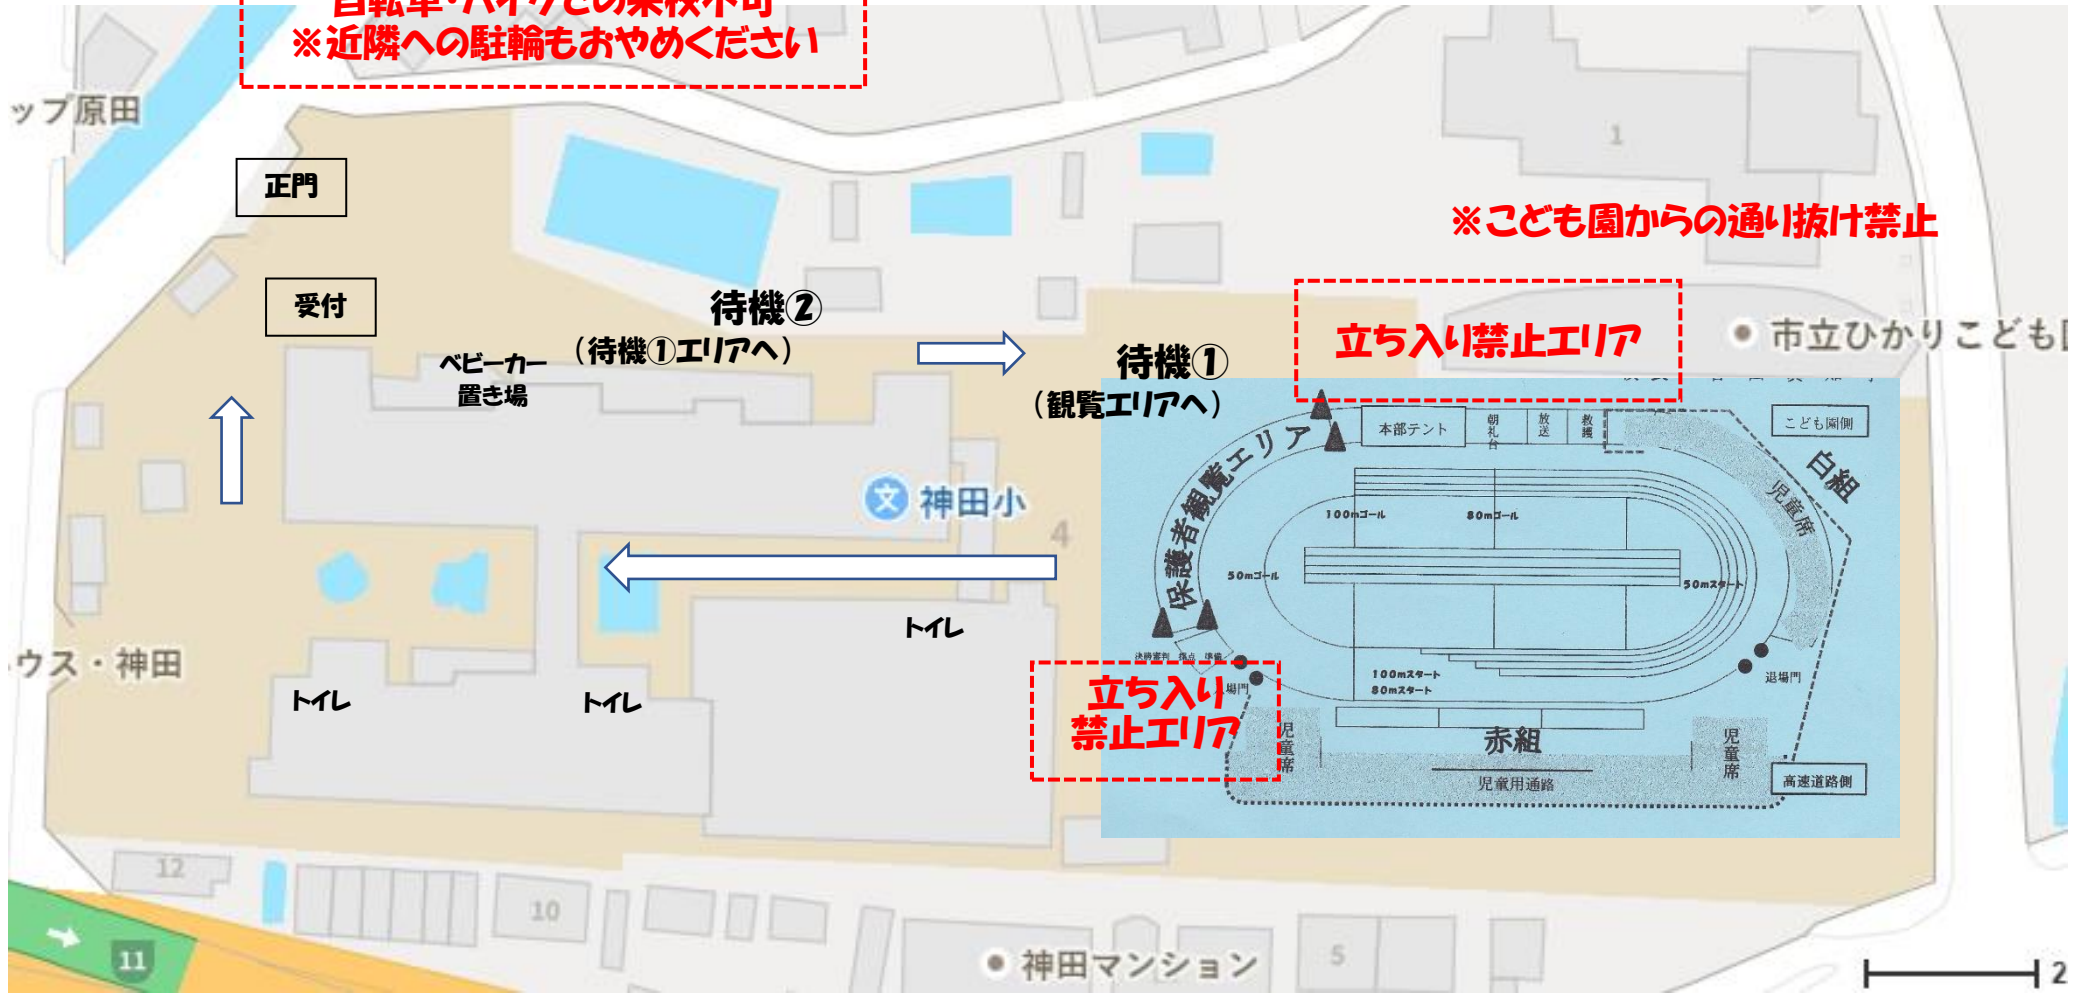 自転車・バイクでの来校不可
※近隣への駐輪もおやめください
ップ原田
正門
1
※こども園からの通り抜け禁止
受付
待機②
(待機①エリアへ)
ベビーカー
置き場
待機①
(観覧エリアへ)
立ち入り禁止エリア
市立ひかりこども
本部テント
朝礼台
放送
救護
こども園側
保護者観覧エリア
白組
児童席
文 神田小
4
100mゴール
80mゴール
50mゴール
50mスタート
トイレ
決勝審判 採点 準備
ウス・神田
トイレ
トイレ
立ち入り
禁止エリア
場門
100mスタート
80mスタート
退場門
児童席
赤組
児童席
児童用通路
高速道路側
12
10
11
神田マンション
5
2